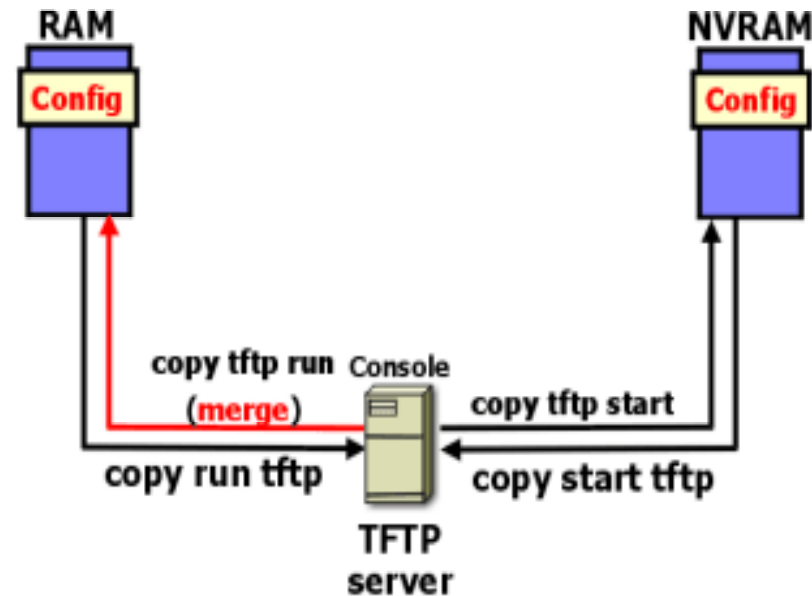 RAM
NVRAM
Config
Config
copy tftp run
(merge)
Console
copy tftp start
copy run tftp
copy start tftp
TFTP
server